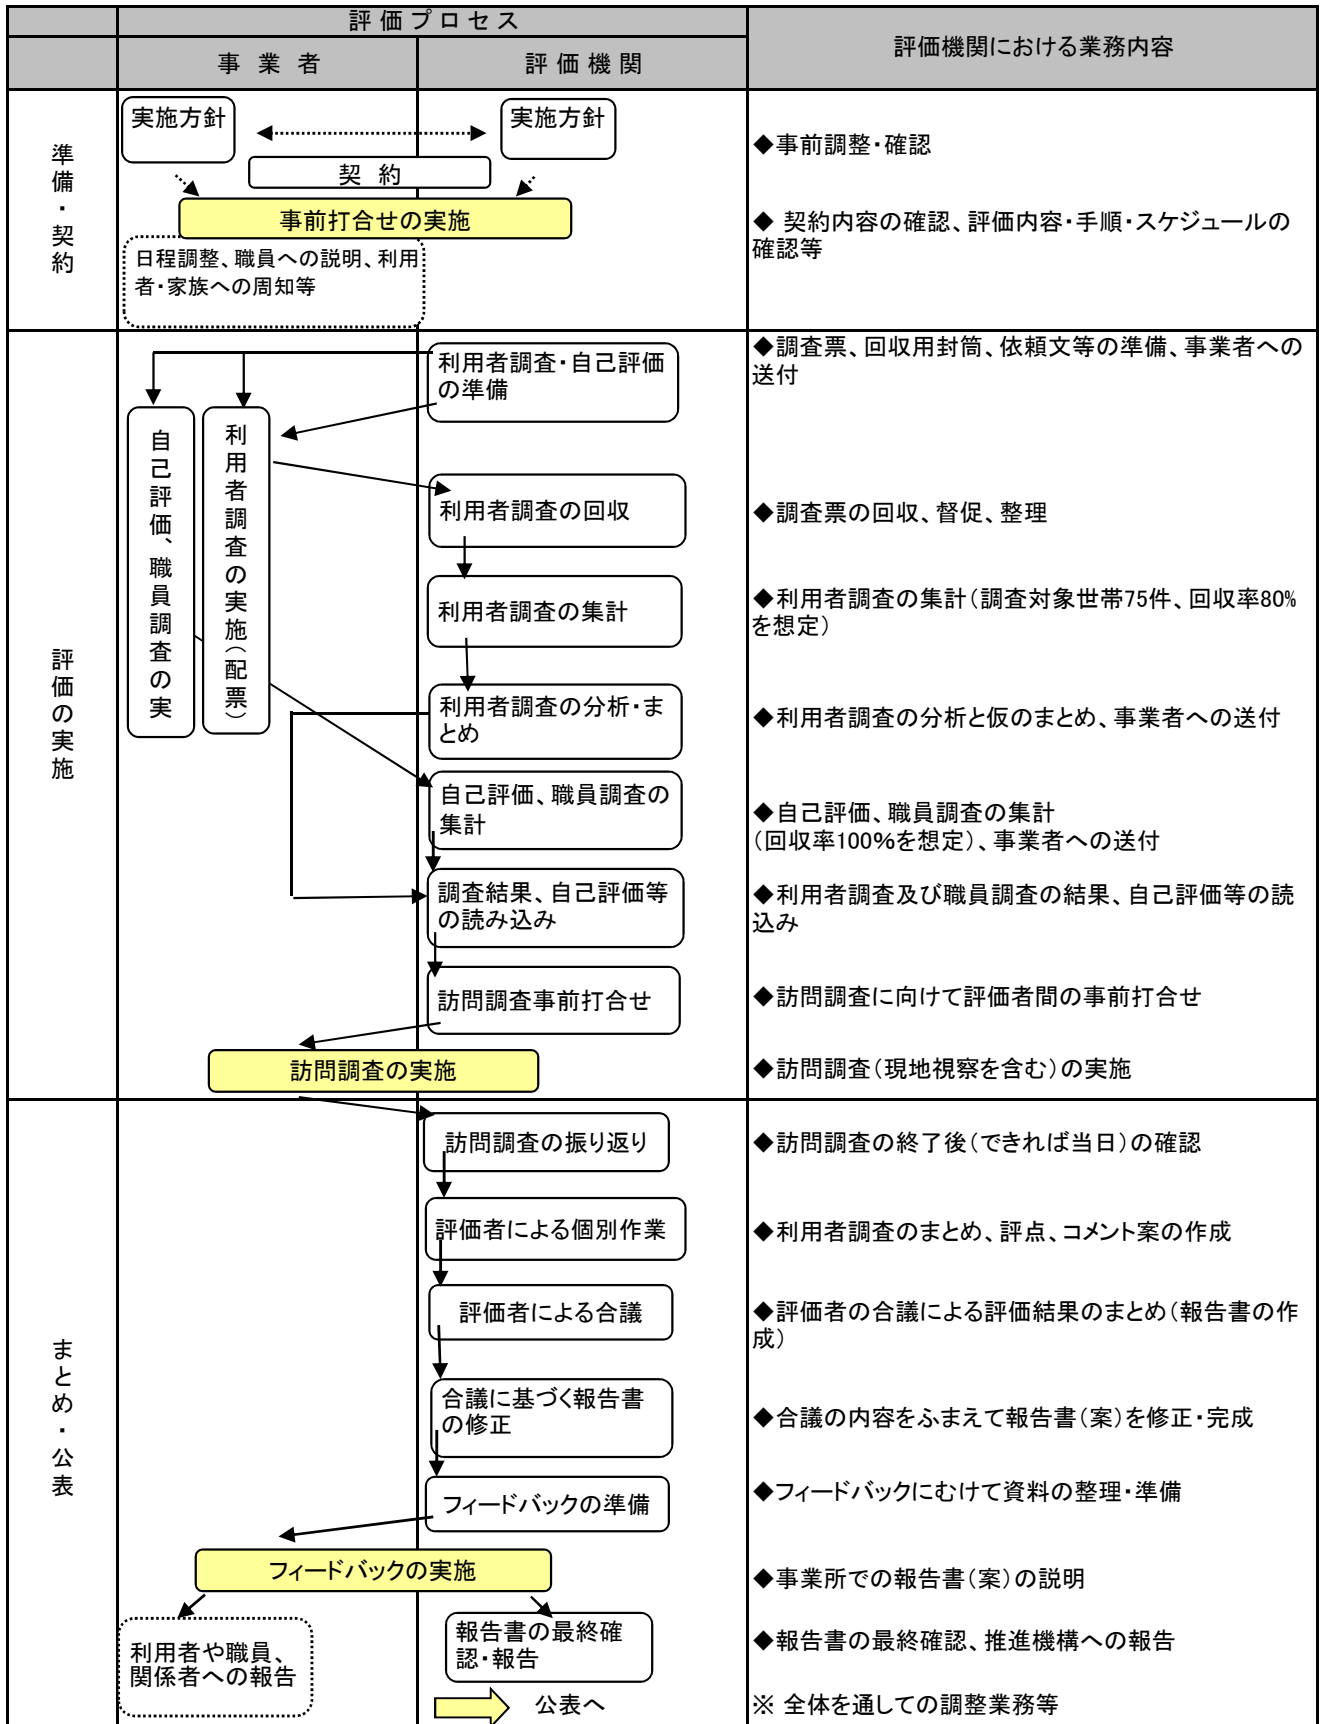 評価プロセス
事業者
評価機関
評価機関における業務内容
準備・契約
実施方針
実施方針
契 約
事前打合せの実施
日程調整、職員への説明、利用
者・家族への周知等
◆事前調整・確認
◆ 契約内容の確認、評価内容・手順・スケジュールの
確認等
評価の実施
利用者調査・自己評価
の準備
◆調査票、回収用封筒、依頼文等の準備、事業者への
送付
自己評価、職員調査の実
利用者調査の実施（配票）
利用者調査の回収
◆調査票の回収、督促、整理
利用者調査の集計
◆利用者調査の集計（調査対象世帯75件、回収率80%
を想定）
利用者調査の分析・ま
とめ
◆利用者調査の分析と仮のまとめ、事業者への送付
自己評価、職員調査の
集計
◆自己評価、職員調査の集計
（回収率100%を想定）、事業者への送付
調査結果、自己評価等
の読み込み
◆利用者調査及び職員調査の結果、自己評価等の読
込み
訪問調査事前打合せ
◆訪問調査に向けて評価者間の事前打合せ
訪問調査の実施
◆訪問調査（現地視察を含む）の実施
まとめ・公表
訪問調査の振り返り
◆訪問調査の終了後（できれば当日）の確認
評価者による個別作業
◆利用者調査のまとめ、評点、コメント案の作成
評価者による合議
◆評価者の合議による評価結果のまとめ（報告書の作
成）
合議に基づく報告書
の修正
◆合議の内容をふまえて報告書（案）を修正・完成
フィードバックの準備
◆フィードバックにむけて資料の整理・準備
フィードバックの実施
◆事業所での報告書（案）の説明
利用者や職員、
関係者への報告
報告書の最終確
認・報告
◆報告書の最終確認、推進機構への報告
公表へ
※ 全体を通しての調整業務等